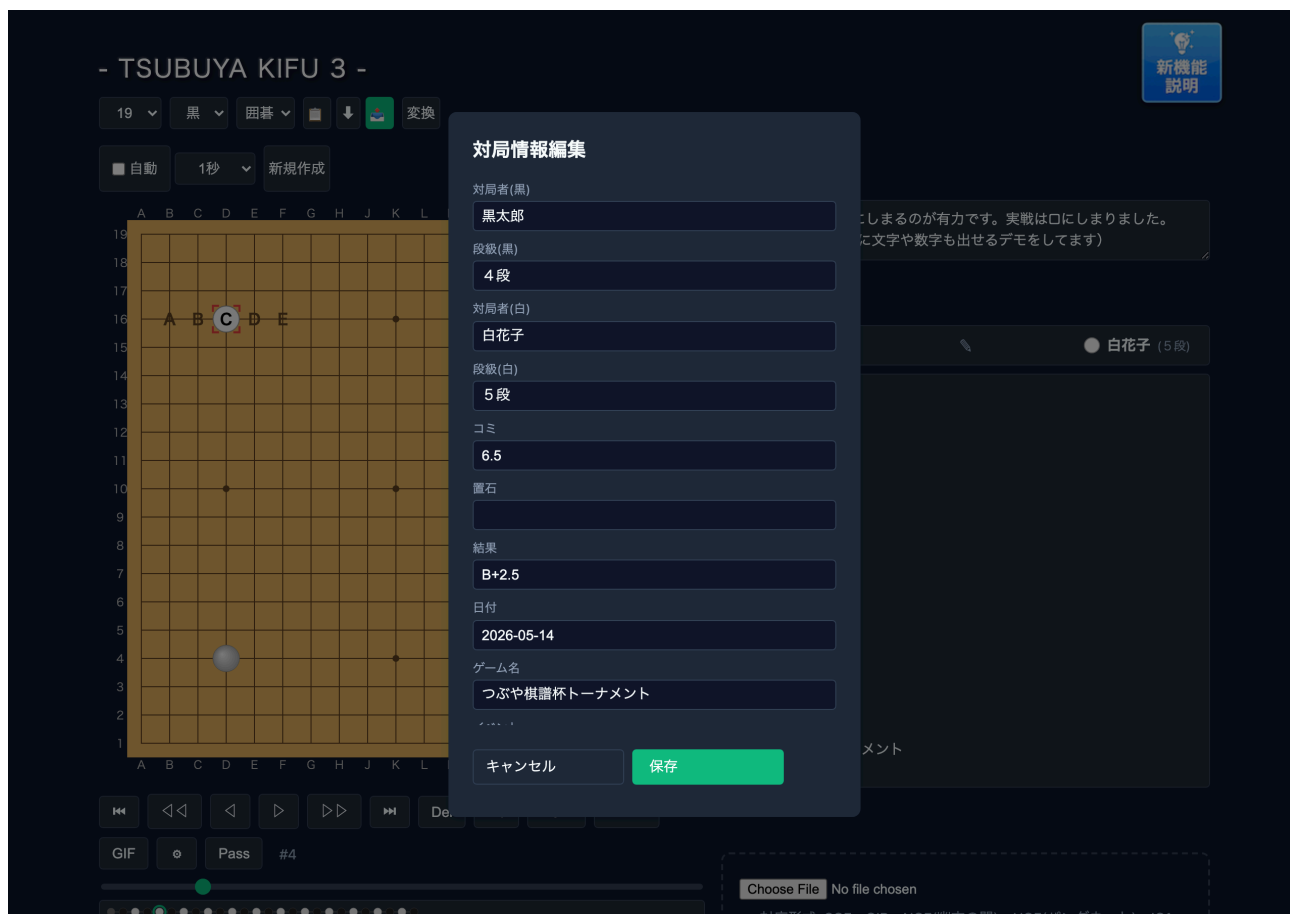 - TSUBUYA KIFU 3 -
新機能
説明
19 黒 囲碁 変換
自動 1秒 新規作成
A B C D E F G H J K L
19
18
17
16 A B C D E
15
14
13
12
11
10
9
8
7
6
5
4
3
2
1
A B C D E F G H J K L
GIF Pass #4
対局情報編集
対局者(黒)
黒太郎
段級(黒)
４段
対局者(白)
白花子
段級(白)
５段
コミ
6.5
置石
結果
B+2.5
日付
2026-05-14
ゲーム名
つぶや棋譜杯トーナメント
キャンセル 保存
にしまるのが有力です。実戦はロにしまりました。
に文字や数字も出せるデモをしてます）
白花子 (５段)
メント
Choose File No file chosen